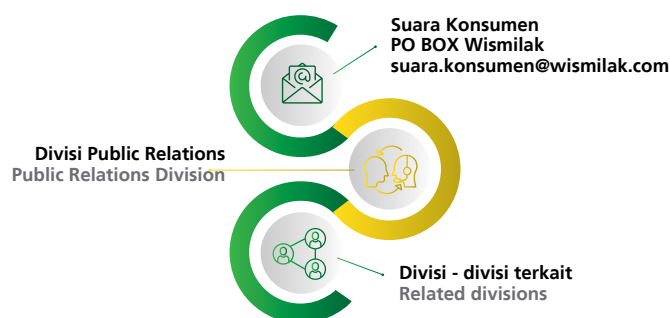 Suara Konsumen
PO BOX Wismilak
suara.konsumen@wismilak.com
Divisi Public Relations
Public Relations Division
Divisi - divisi terkait
Related divisions